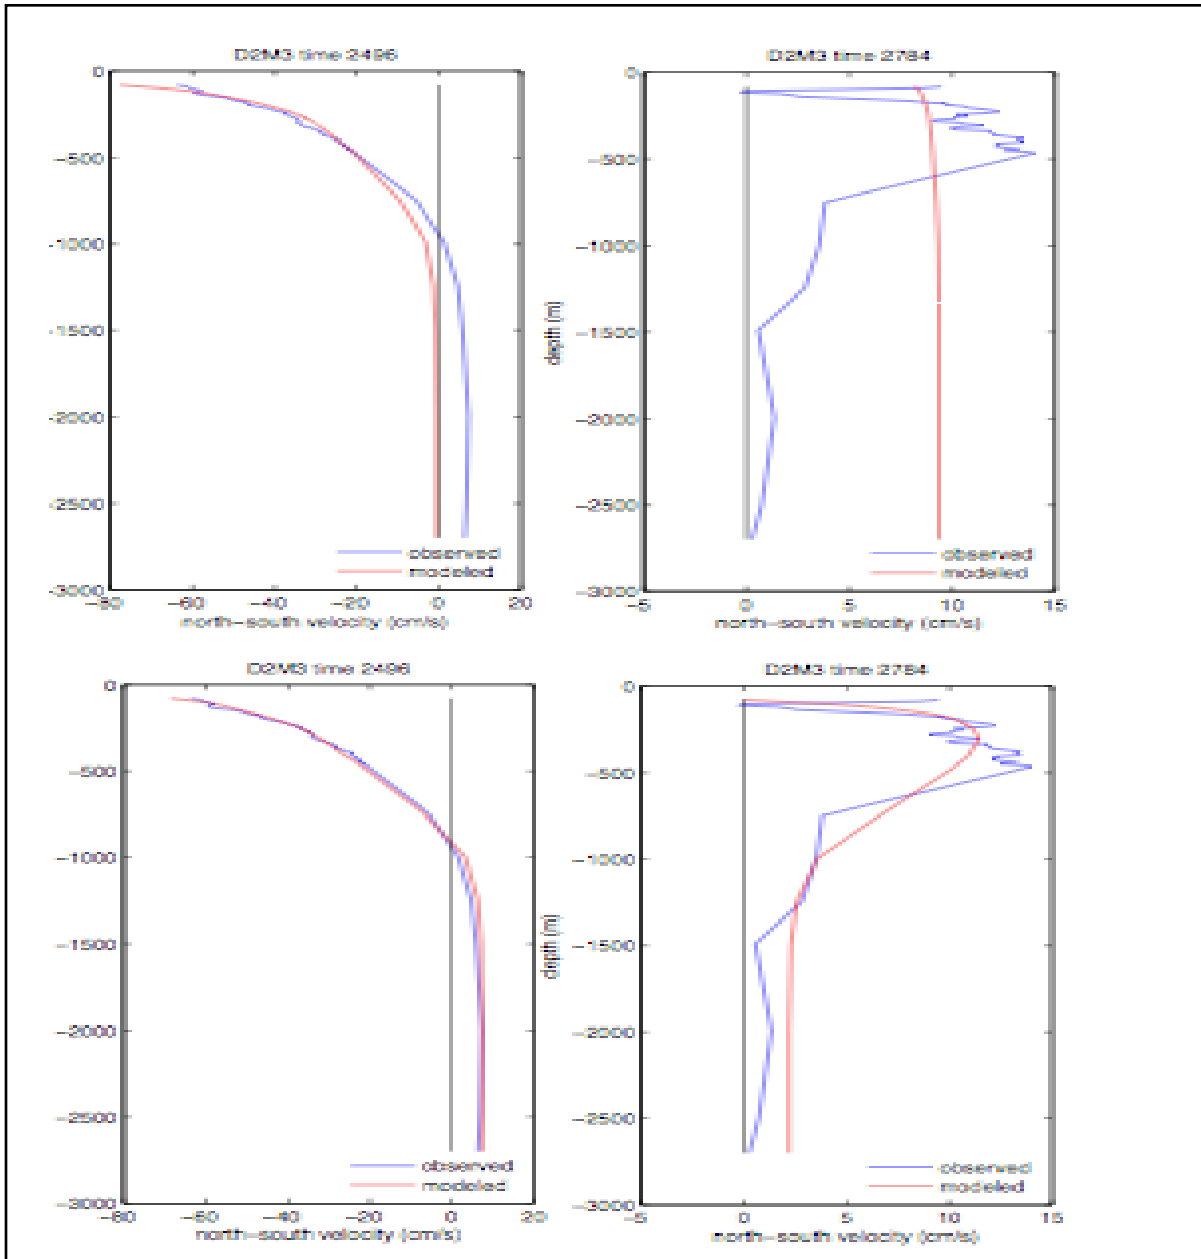 D2M3 time 2496
0
-500
-1000
-1500
-2000
-2500
-3000
-80 -60 -40 -20 0 20
north-south velocity (cm/s)
observed
modeled
D2M3 time 2784
0
-500
-1000
-1500
-2000
-2500
-3000
depth (m)
-5 0 5 10 15
north-south velocity (cm/s)
observed
modeled
D2M3 time 2496
0
-500
-1000
-1500
-2000
-2500
-3000
-80 -60 -40 -20 0 20
north-south velocity (cm/s)
observed
modeled
D2M3 time 2784
0
-500
-1000
-1500
-2000
-2500
-3000
depth (m)
-5 0 5 10 15
north-south velocity (cm/s)
observed
modeled